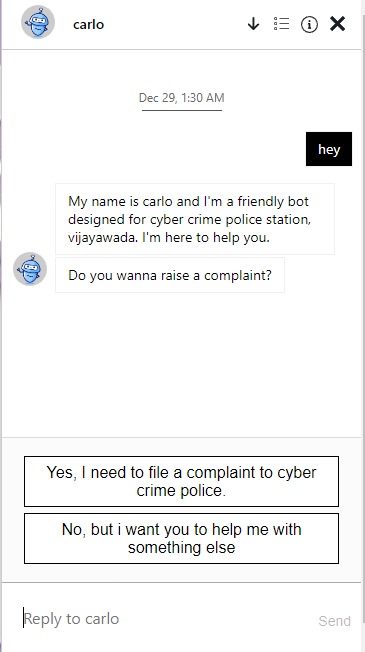 carlo
Dec 29, 1:30 AM
hey
My name is carlo and I'm a friendly bot
designed for cyber crime police station,
vijayawada. I'm here to help you.
Do you wanna raise a complaint?
Yes, I need to file a complaint to cyber
crime police.
No, but i want you to help me with
something else
Reply to carlo
Send